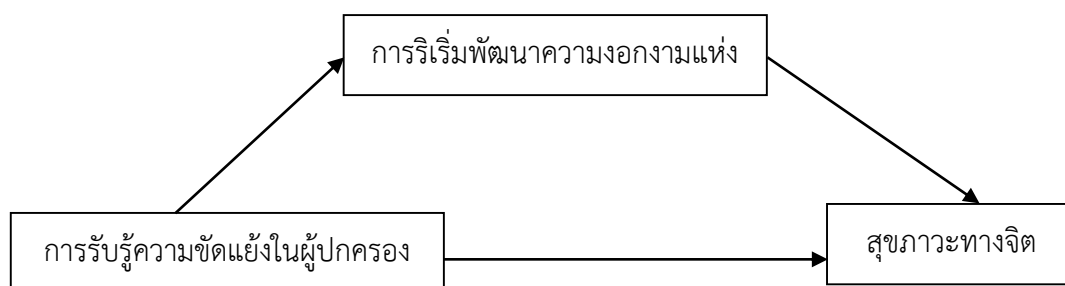 การริเริ่มพัฒนาความงอกงามแห่ง
การรับรู้ความขัดแย้งในผู้ปกครอง
สุขภาวะทางจิต